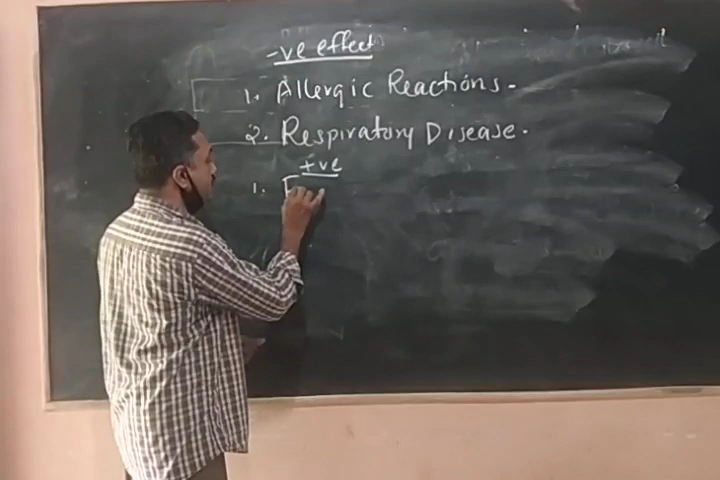 -ve effect
1. Allergic Reactions.
2. Respiratory Disease.
+ve
1.